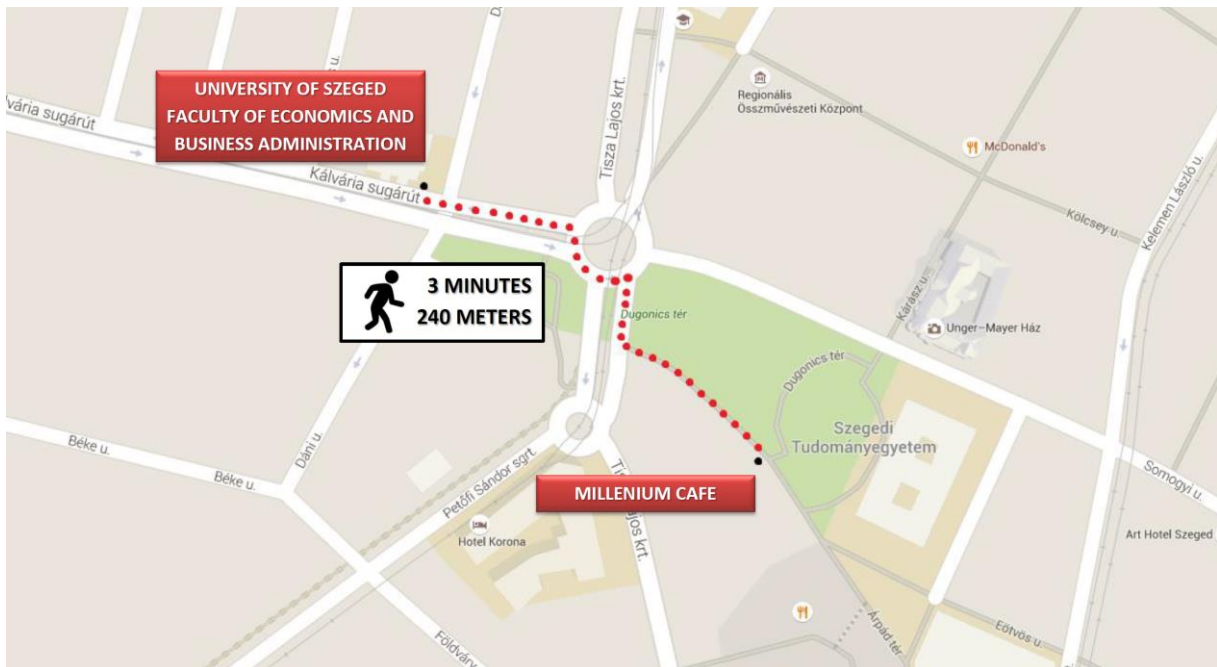 UNIVERSITY OF SZEGED
FACULTY OF ECONOMICS AND
BUSINESS ADMINISTRATION
Tisza Lajos krt.
Regionális
Összművészeti Központ
McDonald's
Kelemen László u.
Kölcsey u.
Kálvária sugárút
3 MINUTES
240 METERS
Dugonics tér
Kárász u.
Unger–Mayer Ház
Dugonics tér
Szegedi
Tudományegyetem
Béke u.
Béke u.
Dáni u.
Petőfi Sándor sgrt.
MILLENIUM CAFE
Somogyi u.
Hotel Korona
Art Hotel Szeged
Árpád tér
Eötvös u.